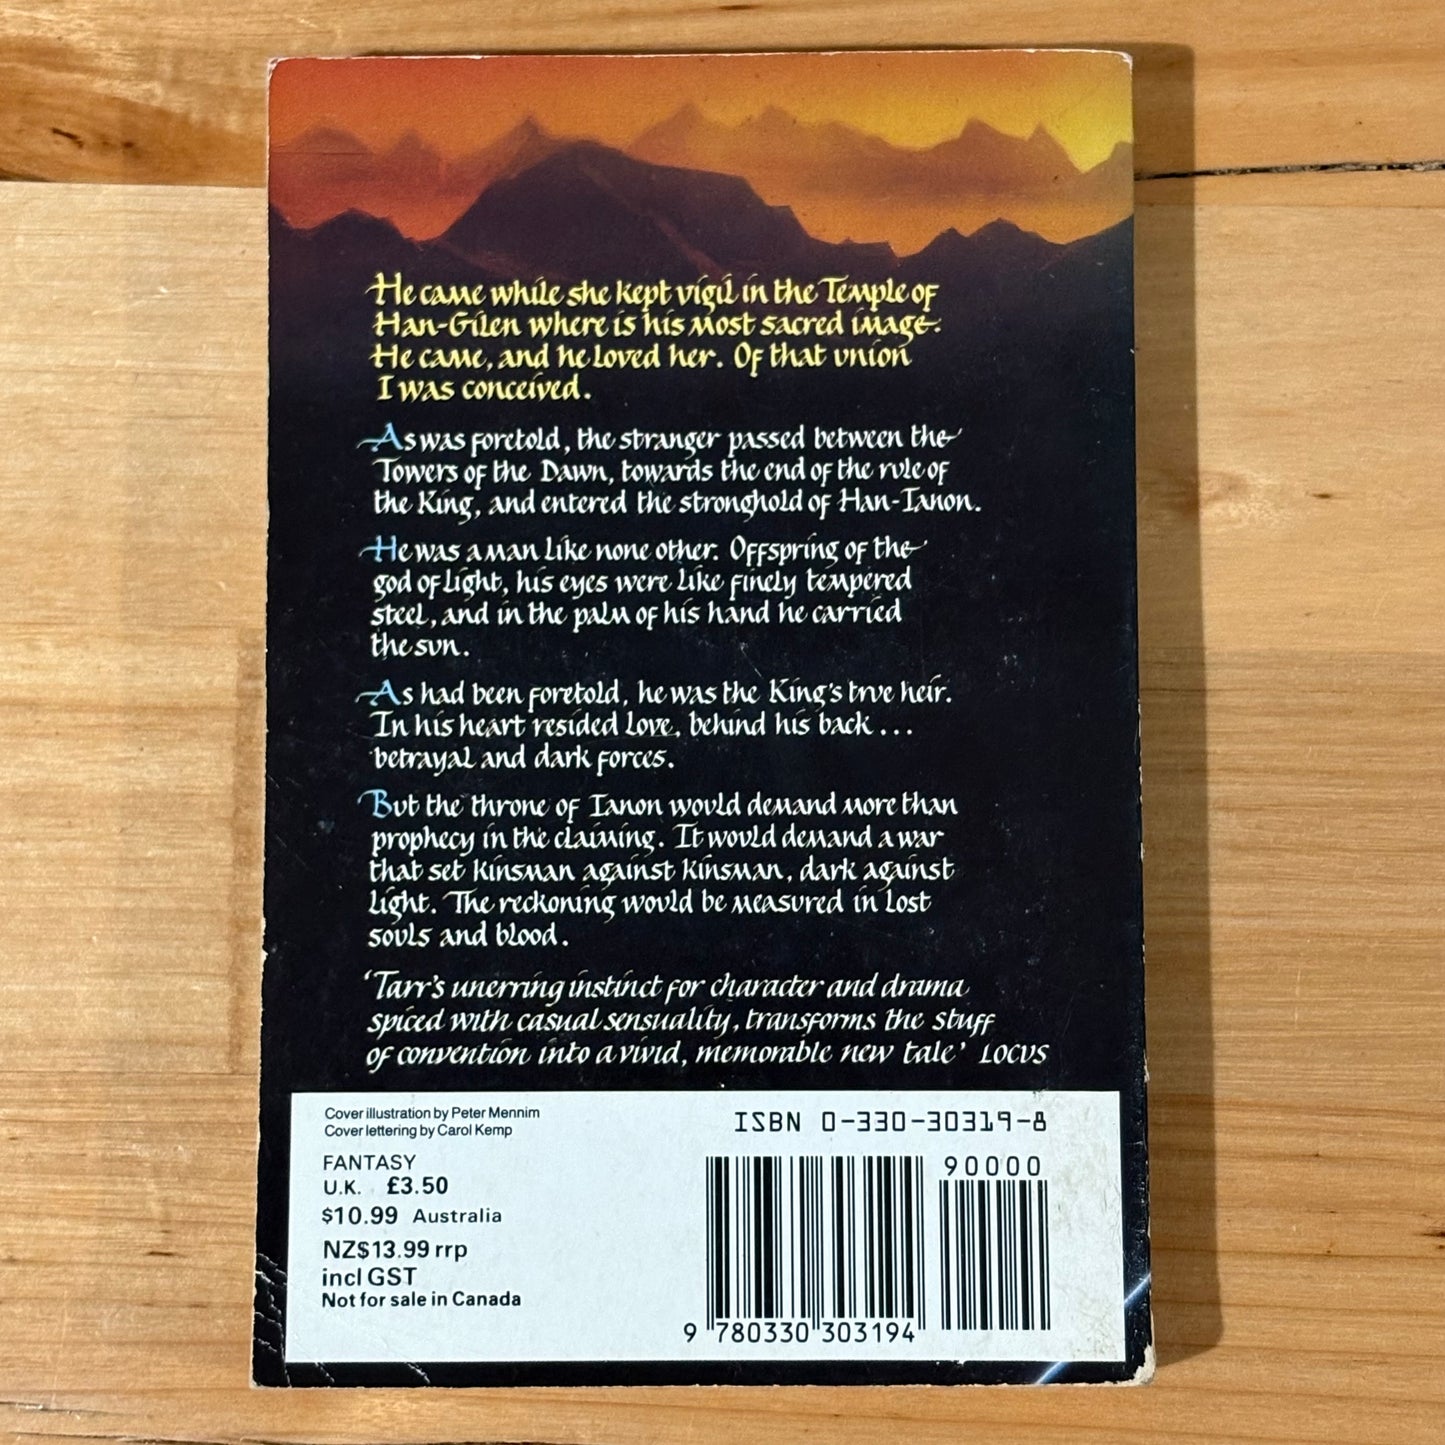 He came while she kept vigil in the Temple of
Han-Gilen where is his most sacred image.
He came, and he loved her. Of that union
I was conceived.
As was foretold, the stranger passed between the
Towers of the Dawn, towards the end of the rule of
the King, and entered the stronghold of Han-Ianon.
He was a man like none other. Offspring of the
god of light, his eyes were like finely tempered
steel, and in the palm of his hand he carried
the sun.
As had been foretold, he was the King's true heir.
In his heart resided love, behind his back...
betrayal and dark forces.
But the throne of Ianon would demand more than
prophecy in the claiming. It would demand a war
that set kinsman against kinsman, dark against
light. The reckoning would be measured in lost
souls and blood.
'Tarr's unerring instinct for character and drama
spiced with casual sensuality, transforms the stuff
of convention into a vivid, memorable new tale' LOCUS
Cover illustration by Peter Mennim
Cover lettering by Carol Kemp
FANTASY
U.K. £3.50
$10.99 Australia
NZ$13.99 rrp
incl GST
Not for sale in Canada
ISBN 0-330-30319-8
90000
9 780330 303194